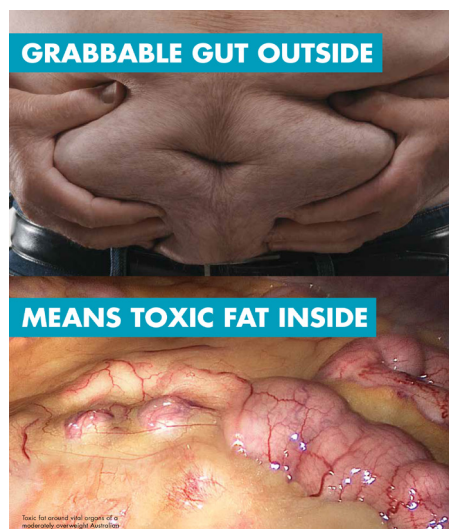 GRABBABLE GUT OUTSIDE
MEANS TOXIC FAT INSIDE
Toxic fat around vital organs of a
moderately overweight Australian